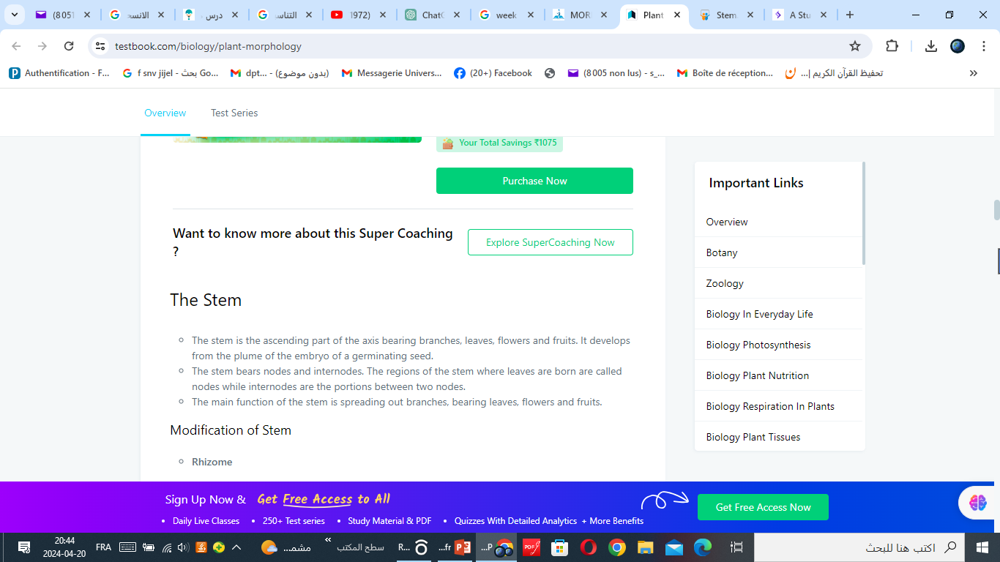 (8 051
الانسج
درس
التناس
1972)
ChatG
week
MOR
Plant
Stem
A Stu
testbook.com/biology/plant-morphology
Authentification - F...
f snv jijel - بحث Go...
dpt... - (بدون موضوع)
Messagerie Univers...
(20+) Facebook
(8 005 non lus) - s_...
Boîte de réception...
تحفيظ القرآن الكريم |...
Overview
Test Series
Your Total Savings ₹1075
Purchase Now
Want to know more about this Super Coaching
?
Explore SuperCoaching Now
The Stem
The stem is the ascending part of the axis bearing branches, leaves, flowers and fruits. It develops
from the plume of the embryo of a germinating seed.
The stem bears nodes and internodes. The regions of the stem where leaves are born are called
nodes while internodes are the portions between two nodes.
The main function of the stem is spreading out branches, bearing leaves, flowers and fruits.
Modification of Stem
Rhizome
Important Links
Overview
Botany
Zoology
Biology In Everyday Life
Biology Photosynthesis
Biology Plant Nutrition
Biology Respiration In Plants
Biology Plant Tissues
Sign Up Now & Get Free Access to All
• Daily Live Classes • 250+ Test series • Study Material & PDF • Quizzes With Detailed Analytics + More Benefits
Get Free Access Now
20:44
2024-04-20
FRA
مشم...
سطح المكتب
R...
...fr
...P
PDF
اكتب هنا للبحث